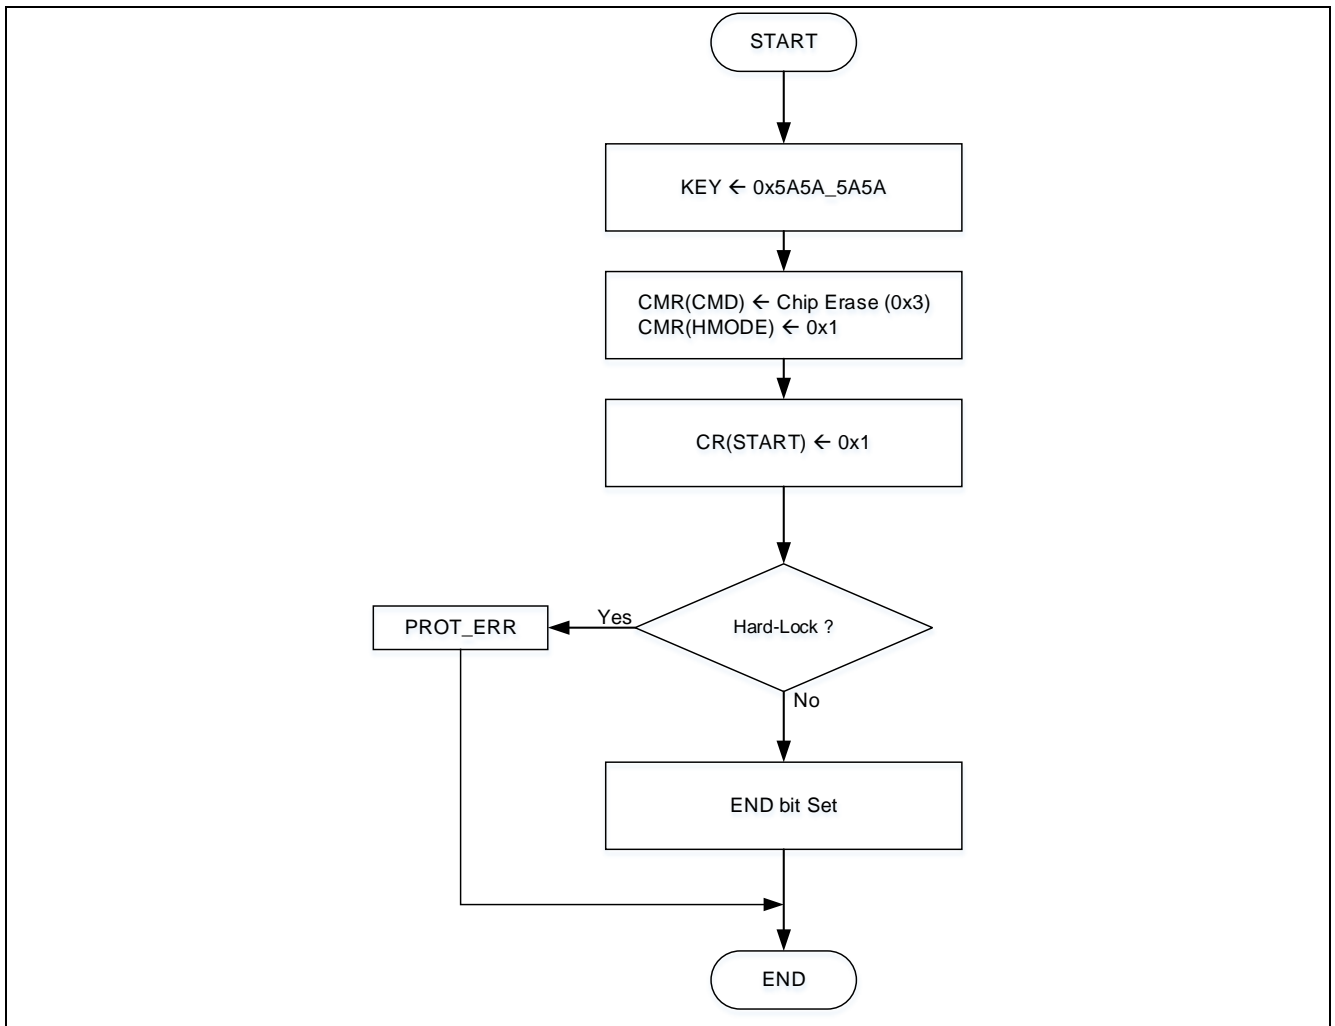 START
KEY ← 0x5A5A_5A5A
CMR(CMD) ← Chip Erase (0x3)
CMR(HMODE) ← 0x1
CR(START) ← 0x1
Hard-Lock ?
Yes
PROT_ERR
No
END bit Set
END